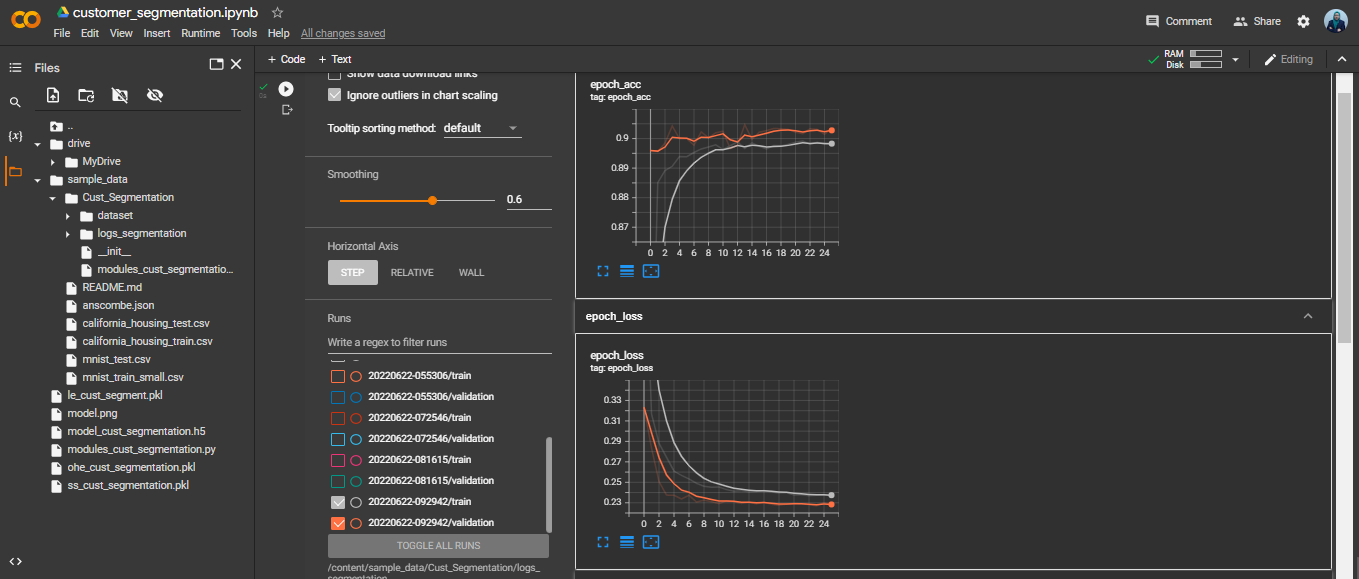 customer_segmentation.ipynb
File Edit View Insert Runtime Tools Help All changes saved
Comment Share
Files
+ Code + Text
RAM
Disk
Editing
..
drive
MyDrive
sample_data
Cust_Segmentation
dataset
logs_segmentation
__init__
modules_cust_segmentatio...
README.md
anscombe.json
california_housing_test.csv
california_housing_train.csv
mnist_test.csv
mnist_train_small.csv
le_cust_segment.pkl
model.png
model_cust_segmentation.h5
modules_cust_segmentation.py
ohe_cust_segmentation.pkl
ss_cust_segmentation.pkl
{x}
<>
0s
Show data download links
Ignore outliers in chart scaling
Tooltip sorting method: default
Smoothing
0.6
Horizontal Axis
STEP RELATIVE WALL
Runs
Write a regex to filter runs
20220622-055306/train
20220622-055306/validation
20220622-072546/train
20220622-072546/validation
20220622-081615/train
20220622-081615/validation
20220622-092942/train
20220622-092942/validation
TOGGLE ALL RUNS
/content/sample_data/Cust_Segmentation/logs_
segmentation
epoch_acc
tag: epoch_acc
0.9
0.89
0.88
0.87
0 2 4 6 8 10 12 14 16 18 20 22 24
epoch_loss
epoch_loss
tag: epoch_loss
0.33
0.31
0.29
0.27
0.25
0.23
0 2 4 6 8 10 12 14 16 18 20 22 24